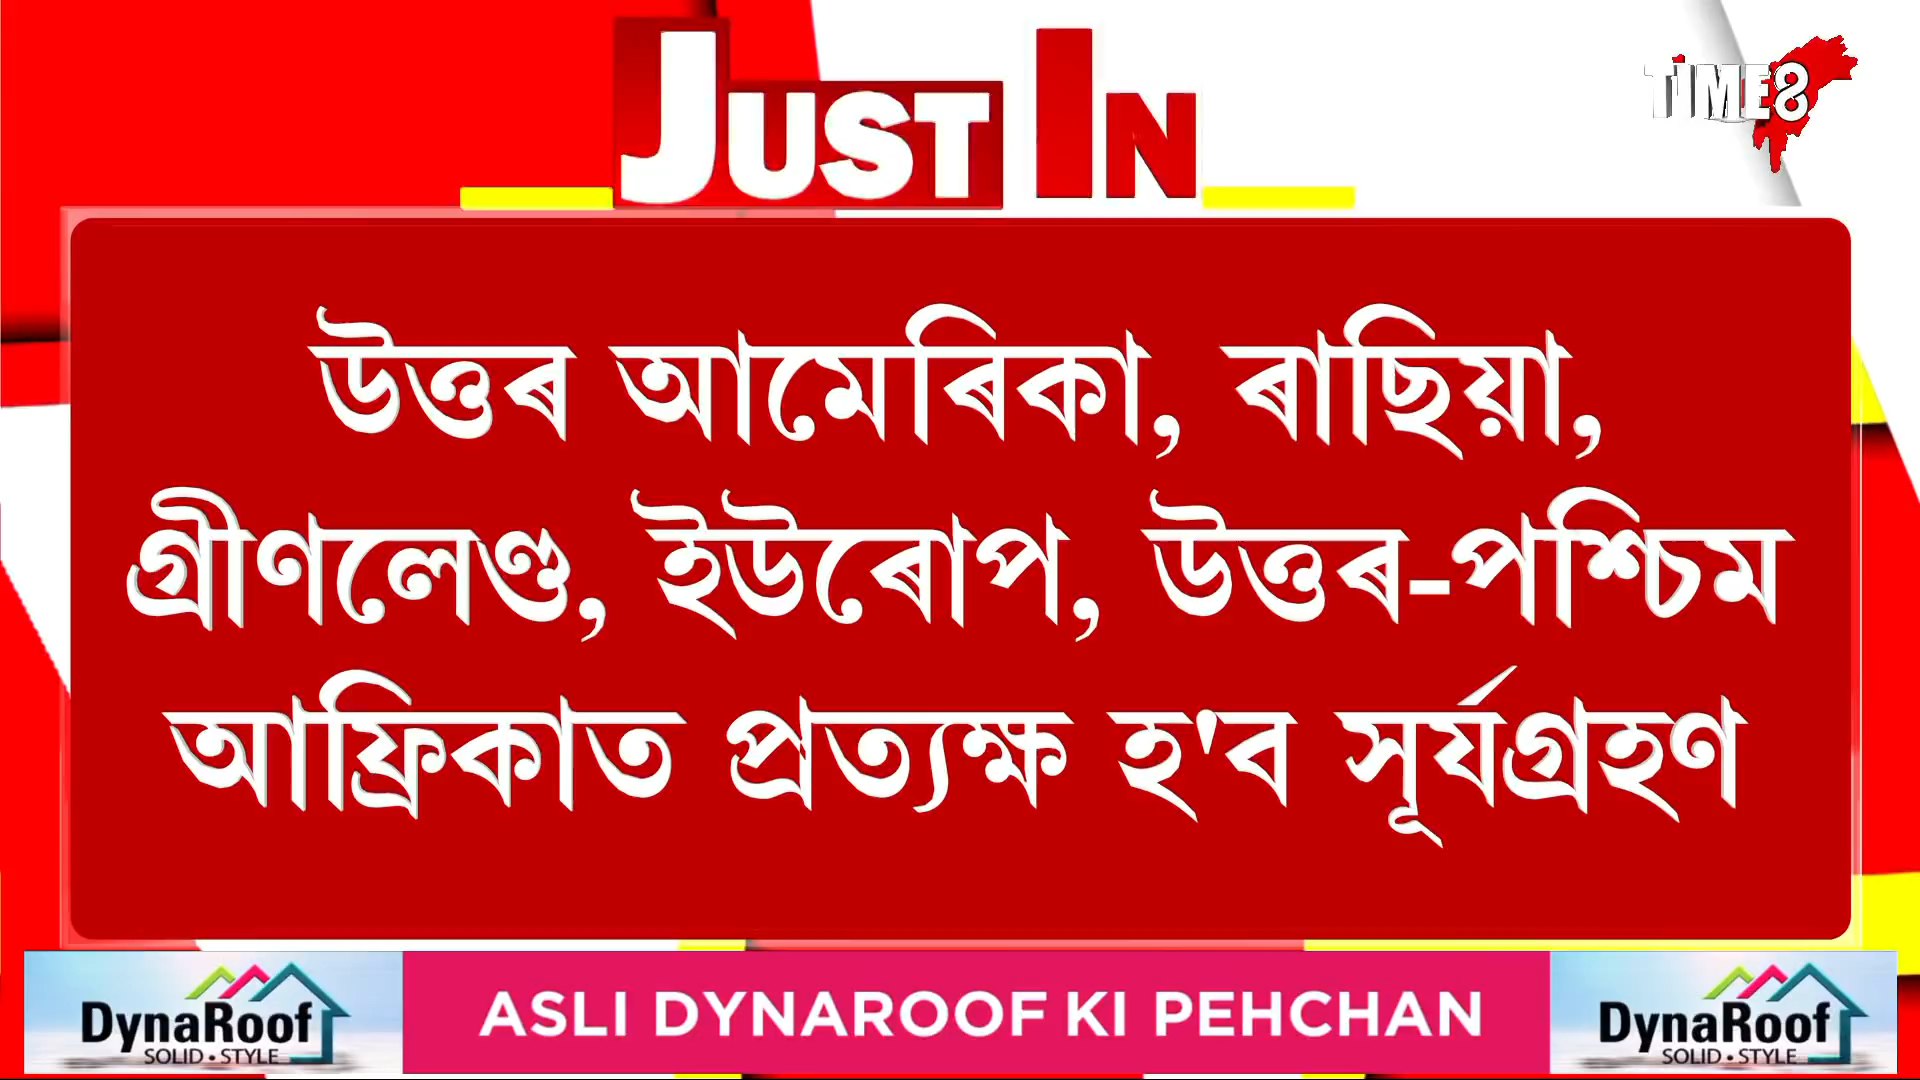 JUST IN
TIME8
উত্তৰ আমেৰিকা, ৰাছিয়া,
গ্ৰীণলেণ্ড, ইউৰোপ, উত্তৰ-পশ্চিম
আফ্ৰিকাত প্ৰত্যক্ষ হ'ব সূৰ্যগ্ৰহণ
DynaRoof
SOLID • STYLE
ASLI DYNAROOF KI PEHCHAN
DynaRoof
SOLID • STYLE